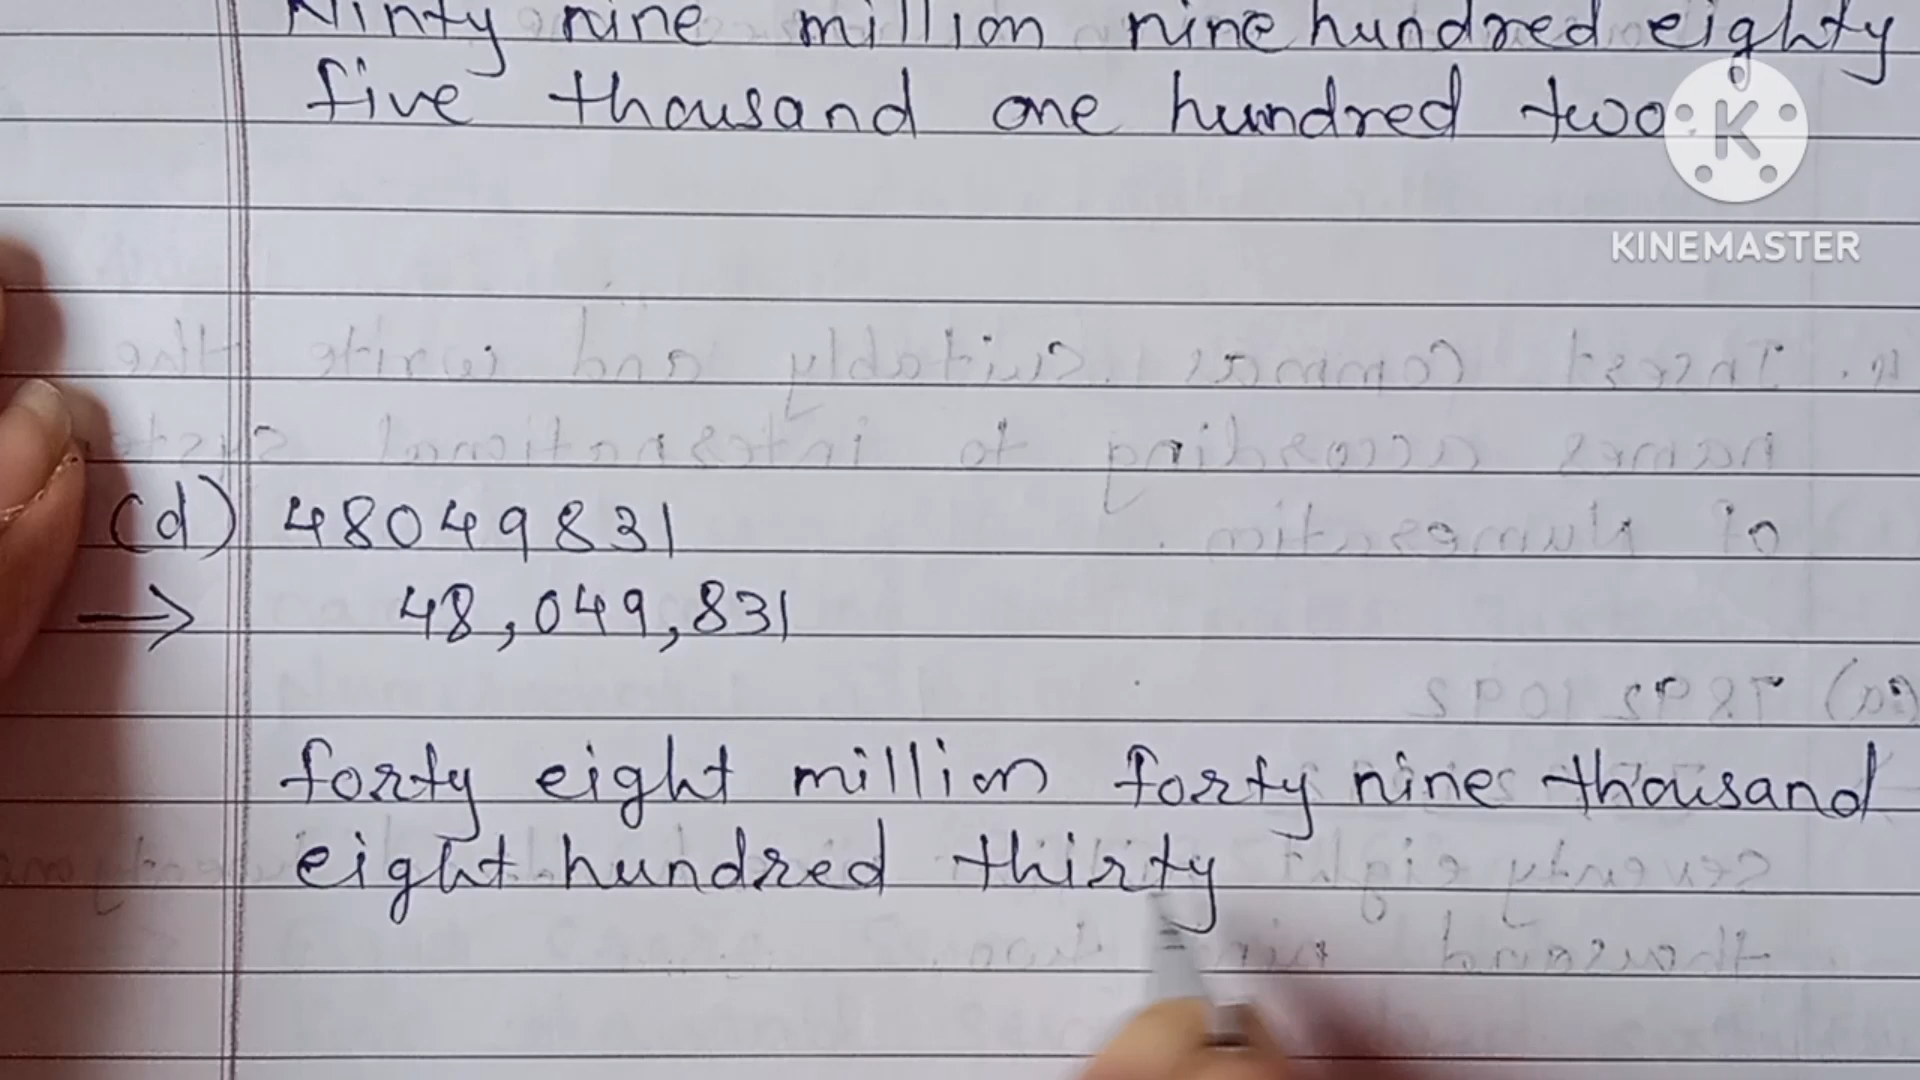 Ninty nine million nine hundred eighty
five thousand one hundred two
KINEMASTER
(d) 48049831
→ 48,049,831
forty eight million forty nine thousand
eight hundred thirty